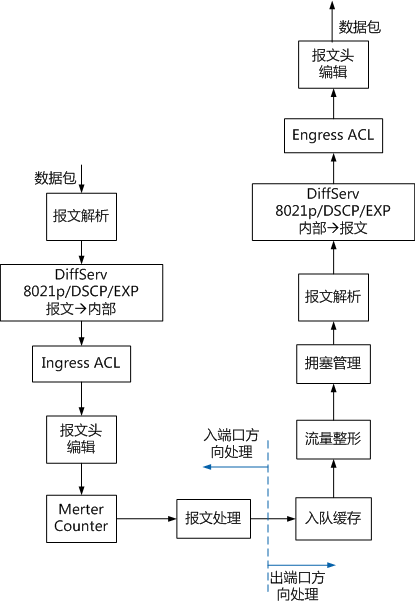 数据包
报文解析
DiffServ
8021p/DSCP/EXP
报文→内部
Ingress ACL
报文头
编辑
Merter
Counter
报文处理
入端口方
向处理
出端口方
向处理
入队缓存
流量整形
拥塞管理
报文解析
DiffServ
8021p/DSCP/EXP
内部→报文
Engress ACL
报文头
编辑
数据包